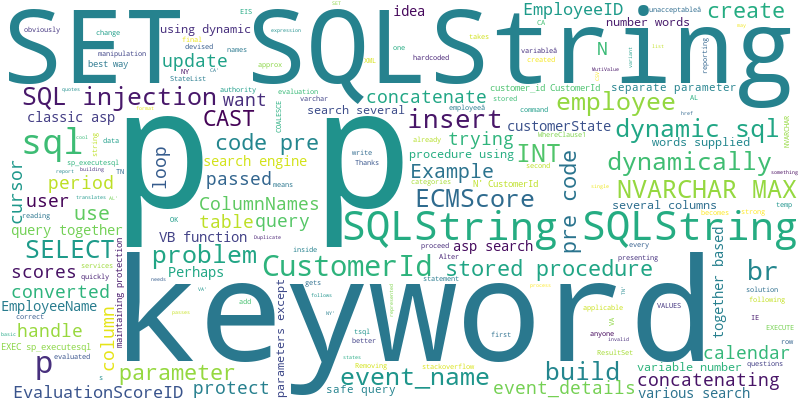 SET SQLString
EmployeeID
create
idea
number words
using dynamic
update
best way
N
SQL injection
want
concatenate
separate parameter
classic asp
CAST
insert
employee
search several
customerState
dynamic sql
sql
code pre
trying
words supplied
loop
search engine
procedure using
INT
dynamically
cursor
period
passed
Example
pre code
NVARCHAR MAX
user
ColumnNames
ECMScore
several columns
use
table
query
p p
SQLString SQLString
query together
VB function
asp search
SELECT
problem
CustomerId
stored procedure
br
scores
Perhaps
converted
keyword
together based
EmployeeName
maintaining protection
column
parameters except
handle
EXEC sp_executesql
calendar
p
parameter
event_name
build
variable number
concatenating
EvaluationScoreID
protect
safe query
event_details
various search
obviously
change
EIS
final
devised
names
manipulation
NY
StateList
authority
approx
XML
one
hardcoded
takes
created
reporting
customer_id CustomerId
stored
command
evaluation
varchar
COALESCE
already
write
Thanks
means
categories
second
N' CustomerId
WhereClause
MutiValue
AL
href
NVARCHAR
something
temp
single
strong
list
data
string
sp_executesql
report
building
TN
translates
reading
OK
Duplicate
inside
proceed
Alter
presenting
every
solution
following
services
quickly
correct
basic
evaluated
needs
gets
add
follows
statement
first
tsql
better
Removing
stackoverflow
states
applicable
VA
anyone
invalid
VALUES
IE
EXECUTE
row
ResultSet
questions